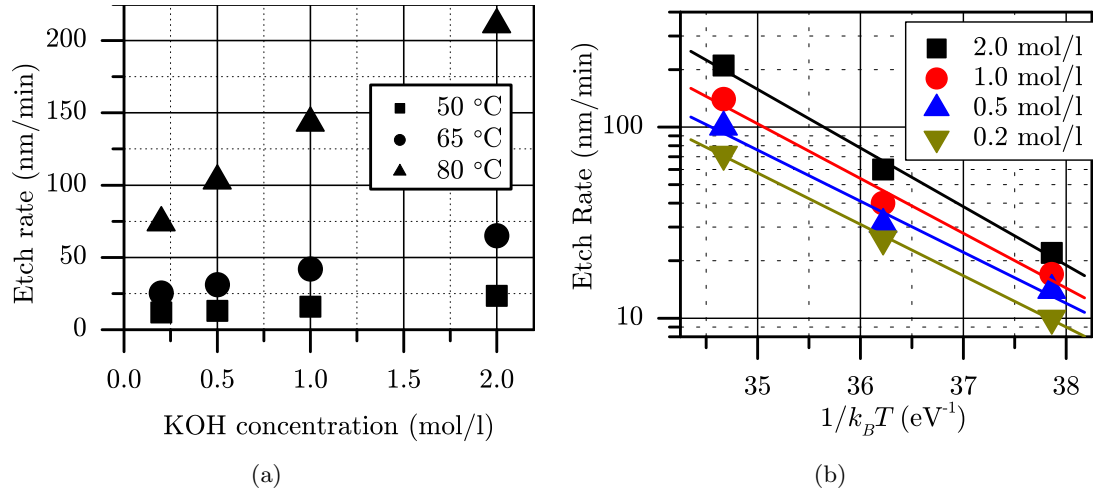 200
150
100
50
0
Etch rate (nm/min)
50 °C
65 °C
80 °C
0.0 0.5 1.0 1.5 2.0
KOH concentration (mol/l)
(a)
100
10
Etch Rate (nm/min)
2.0 mol/l
1.0 mol/l
0.5 mol/l
0.2 mol/l
35 36 37 38
1/k_BT (eV⁻¹)
(b)